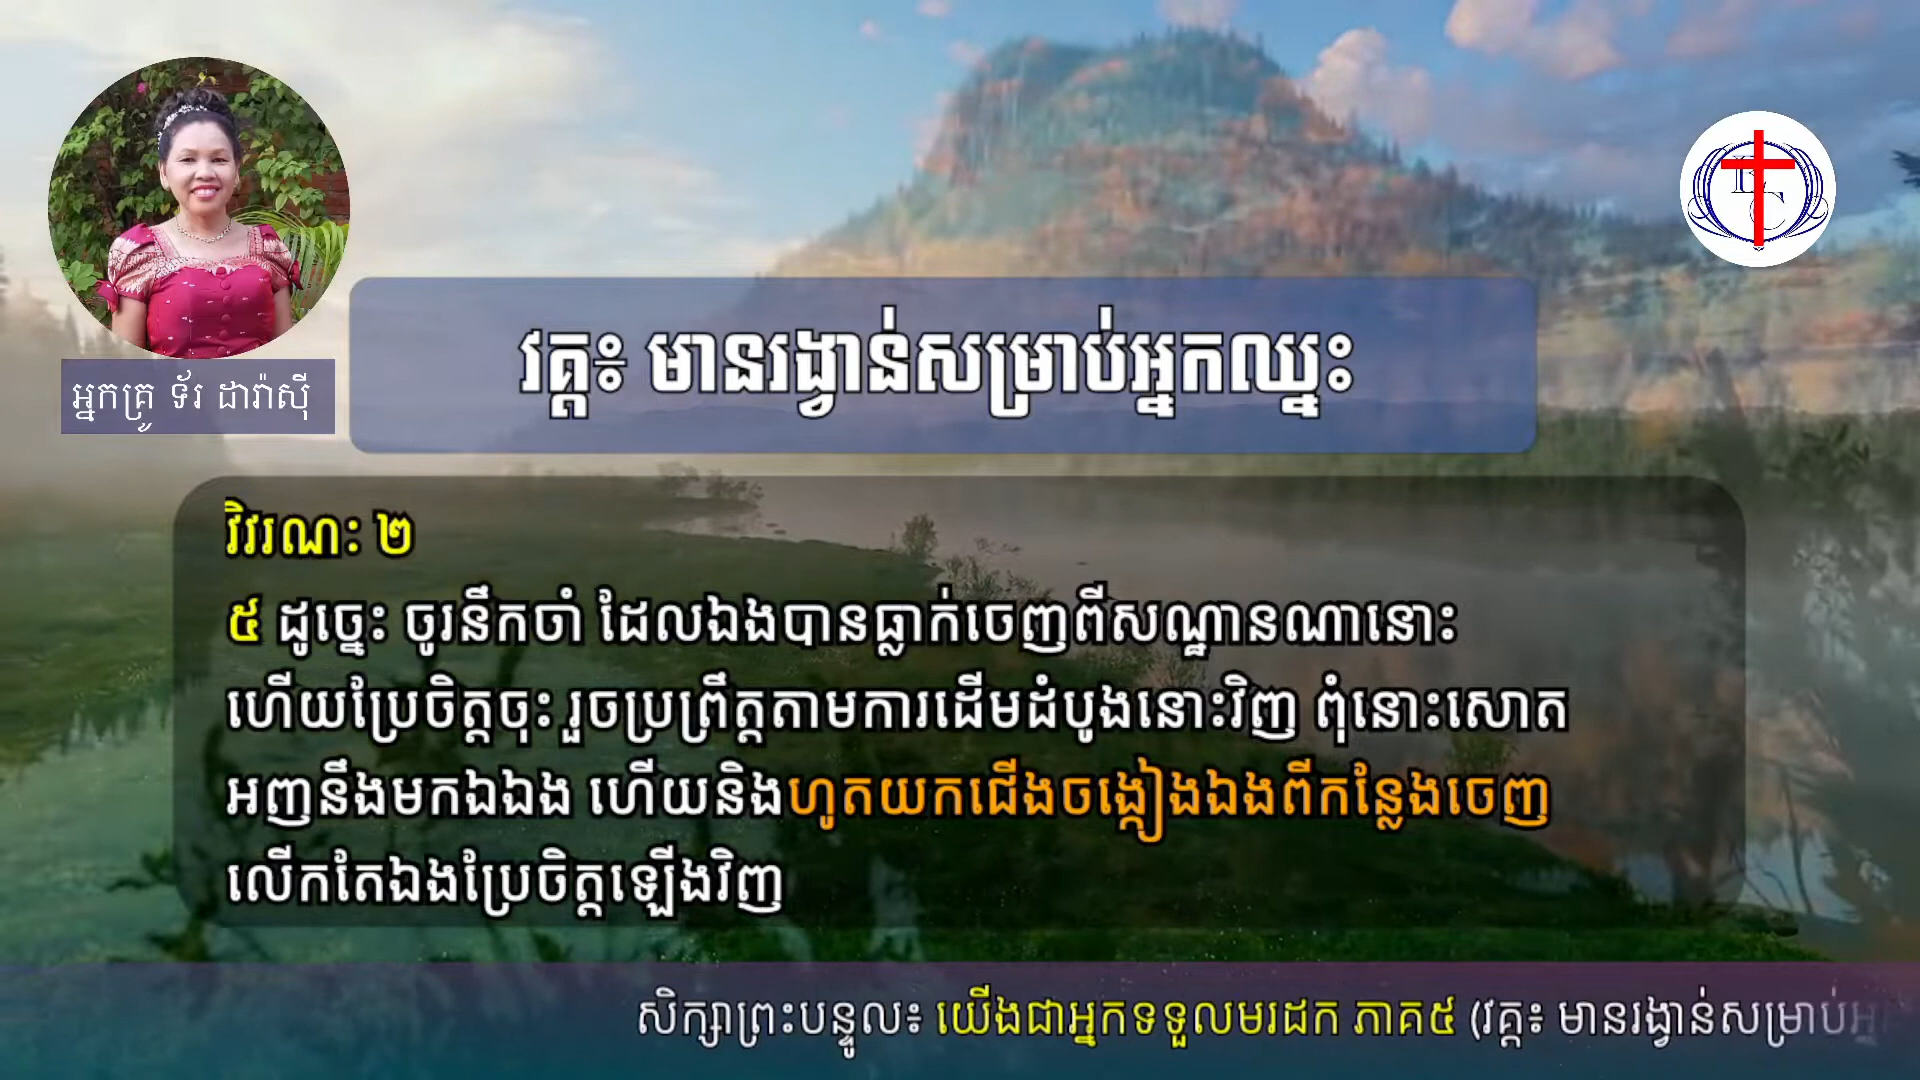 អ្នកគ្រូ ទ័រ ដារ៉ាស៊ី
វគ្គ៖ មានរង្វាន់សម្រាប់អ្នកឈ្នះ
វិវរណៈ ២
៥ ដូច្នេះ ចូរនឹកចាំ ដែលឯងបានធ្លាក់ចេញពីសណ្ឋានណានោះ
ហើយប្រែចិត្តចុះ រួចប្រព្រឹត្តតាមការដើមដំបូងនោះវិញ ពុំនោះសោត
អញនឹងមកឯឯង ហើយនិងហូតយកជើងចង្កៀងឯងពីកន្លែងចេញ
លើកតែឯងប្រែចិត្តឡើងវិញ
សិក្សាព្រះបន្ទូល៖ យើងជាអ្នកទទួលមរដក ភាគ៥ (វគ្គ៖ មានរង្វាន់សម្រាប់